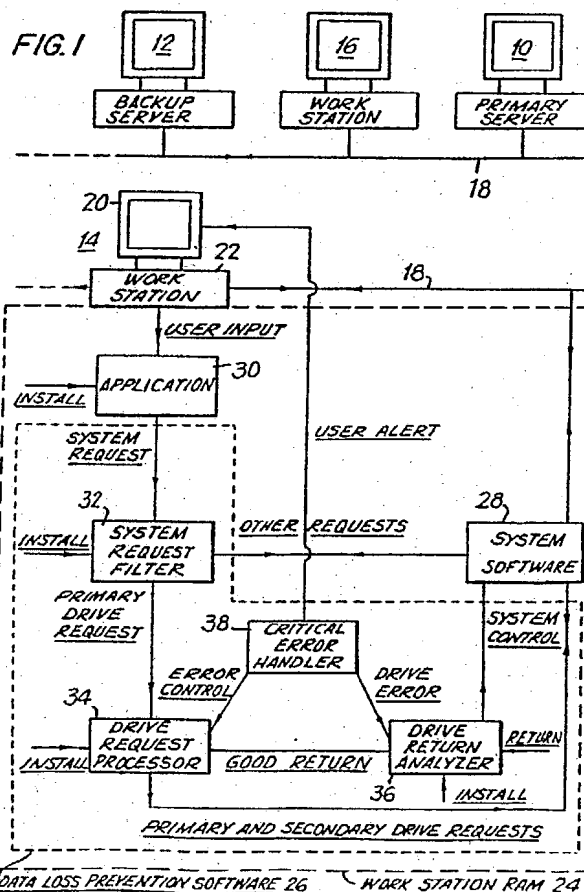 FIG. 1
12
16
10
BACKUP
SERVER
WORK
STATION
PRIMARY
SERVER
18
20
14
22
WORK
STATION
18
USER INPUT
APPLICATION
30
INSTALL
SYSTEM
REQUEST
USER ALERT
32
INSTALL
SYSTEM
REQUEST
FILTER
OTHER REQUESTS
28
SYSTEM
SOFTWARE
PRIMARY
DRIVE
REQUEST
38
CRITICAL
ERROR
HANDLER
SYSTEM
CONTROL
ERROR
CONTROL
DRIVE
ERROR
34
INSTALL
DRIVE
REQUEST
PROCESSOR
GOOD RETURN
DRIVE
RETURN
ANALYZER
RETURN
36
INSTALL
PRIMARY AND SECONDARY DRIVE REQUESTS
DATA LOSS PREVENTION SOFTWARE 26
WORK STATION RAM 24